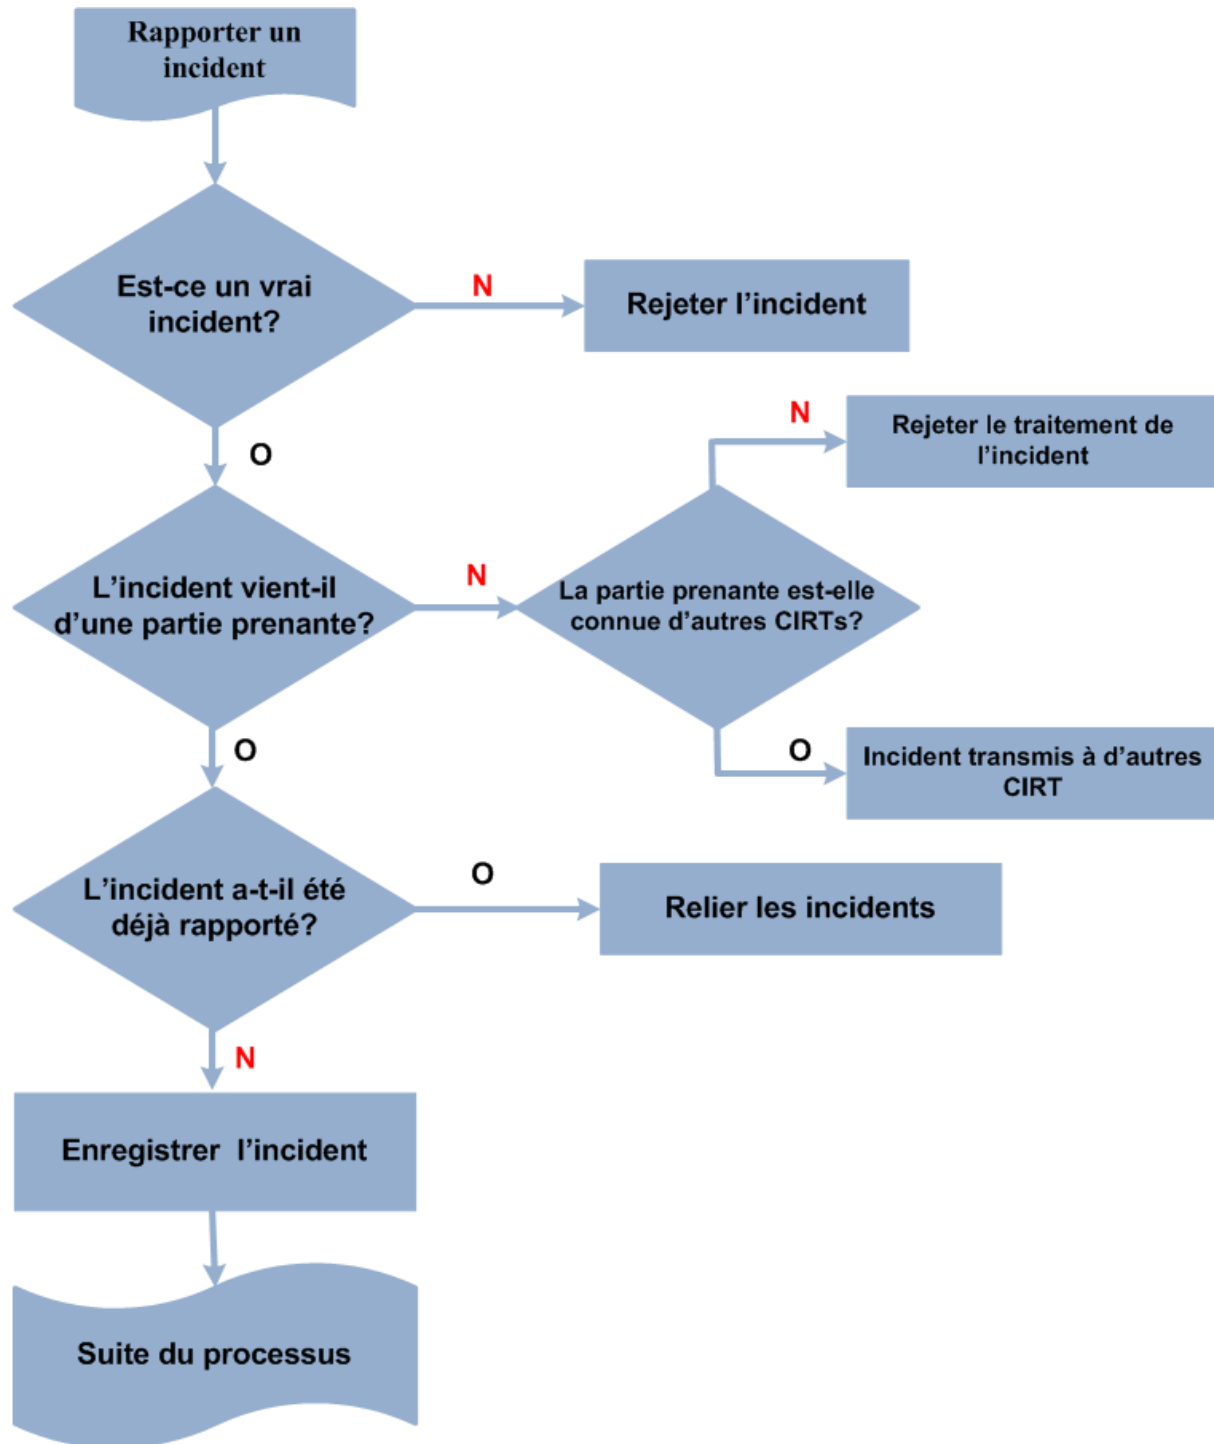 Rapporter un
incident
Est-ce un vrai
incident?
N
Rejeter l’incident
O
N
Rejeter le traitement de
l’incident
L’incident vient-il
d’une partie prenante?
N
La partie prenante est-elle
connue d’autres CIRTs?
O
O
Incident transmis à d’autres
CIRT
L’incident a-t-il été
déjà rapporté?
O
Relier les incidents
N
Enregistrer l’incident
Suite du processus